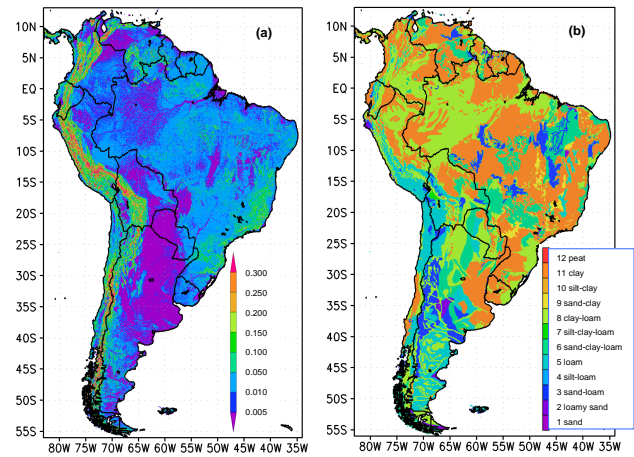 (a)
(b)
10N
5N
EQ
5S
10S
15S
20S
25S
30S
35S
40S
45S
50S
55S
80W 75W 70W 65W 60W 55W 50W 45W 40W 35W
0.300
0.250
0.200
0.150
0.100
0.050
0.010
0.005
10N
5N
EQ
5S
10S
15S
20S
25S
30S
35S
40S
45S
50S
55S
80W 75W 70W 65W 60W 55W 50W 45W 40W 35W
12 peat
11 clay
10 silt-clay
9 sand-clay
8 clay-loam
7 silt-clay-loam
6 sand-clay-loam
5 loam
4 silt-loam
3 sand-loam
2 loamy sand
1 sand